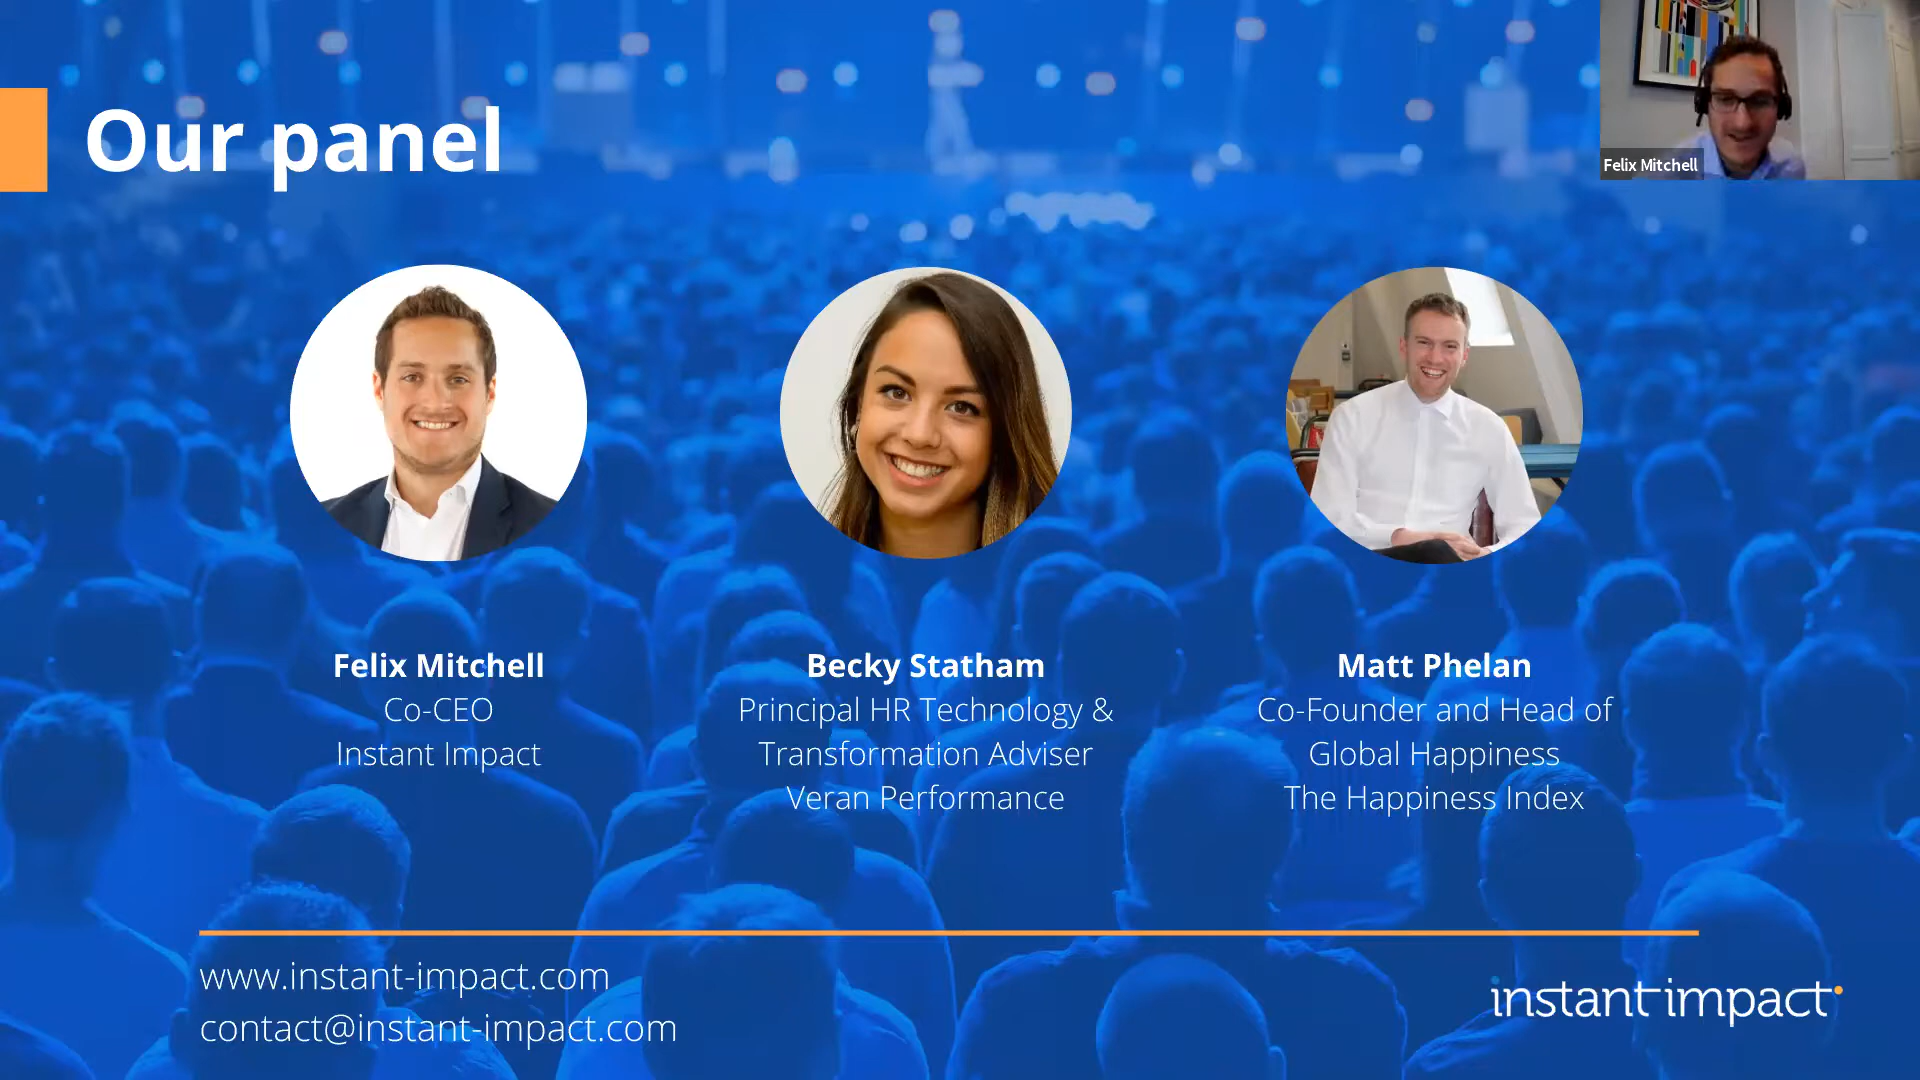 Our panel
Felix Mitchell
Felix Mitchell
Co-CEO
Instant Impact
Becky Statham
Principal HR Technology &
Transformation Adviser
Veran Performance
Matt Phelan
Co-Founder and Head of
Global Happiness
The Happiness Index
www.instant-impact.com
contact@instant-impact.com
instant impact